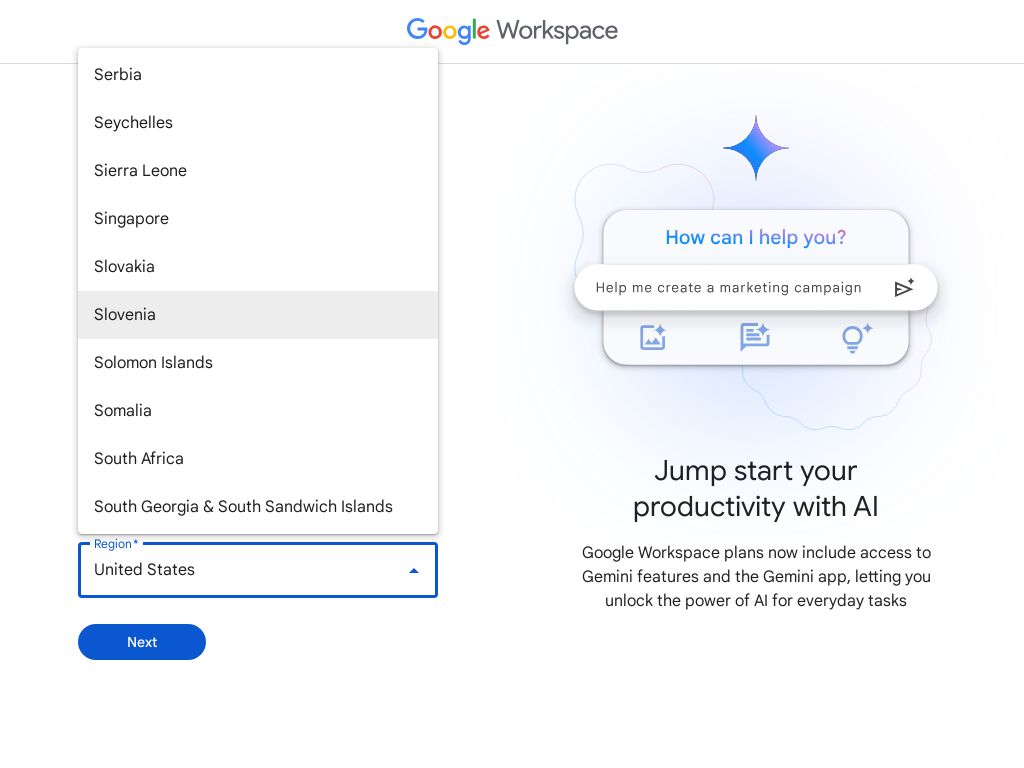 Google Workspace
Serbia
Seychelles
Sierra Leone
Singapore
Slovakia
Slovenia
Solomon Islands
Somalia
South Africa
South Georgia & South Sandwich Islands
Region*
United States
Next
How can I help you?
Help me create a marketing campaign
Jump start your
productivity with AI
Google Workspace plans now include access to
Gemini features and the Gemini app, letting you
unlock the power of AI for everyday tasks